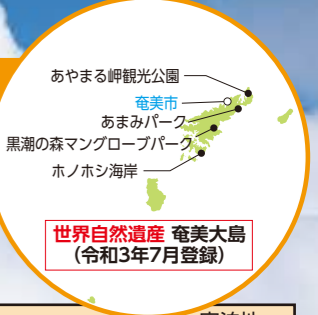 あやまる岬観光公園
奄美市
あまみパーク
黒潮の森マングローブパーク
ホノホシ海岸
世界自然遺産 奄美大島
(令和3年7月登録)